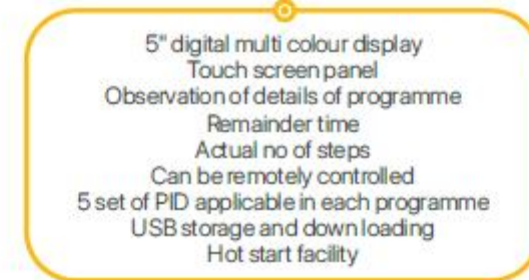 5" digital multi colour display
Touch screen panel
Observation of details of programme
Remainder time
Actual no of steps
Can be remotely controlled
5 set of PID applicable in each programme
USB storage and down loading
Hot start facility